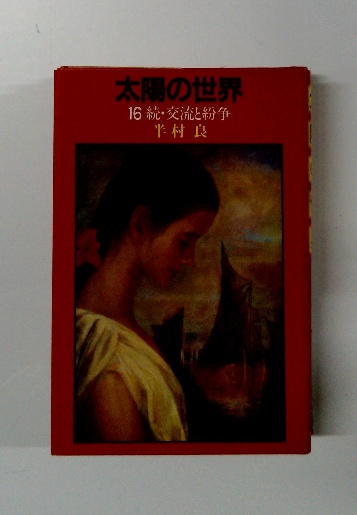 太陽の世界
16 続・交流と紛争
半村 良